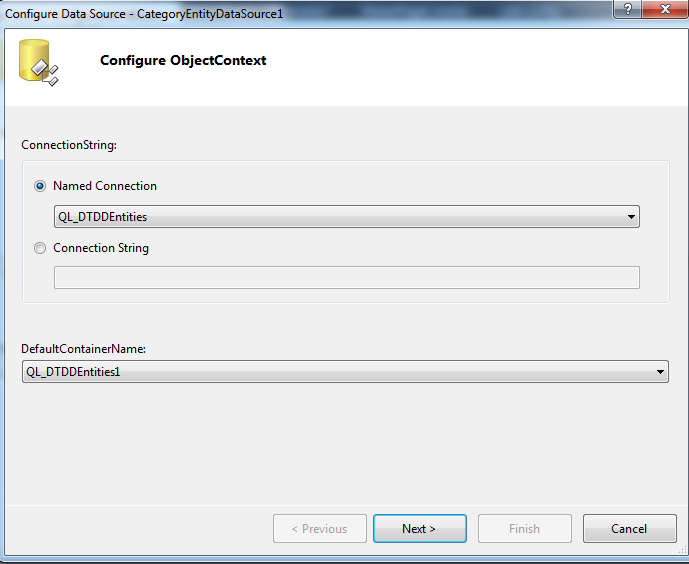 Configure Data Source - CategoryEntityDataSource1
?
Configure ObjectContext
ConnectionString:
Named Connection
QL_DTDDEntities
Connection String
DefaultContainerName:
QL_DTDDEntities1
< Previous Next > Finish Cancel